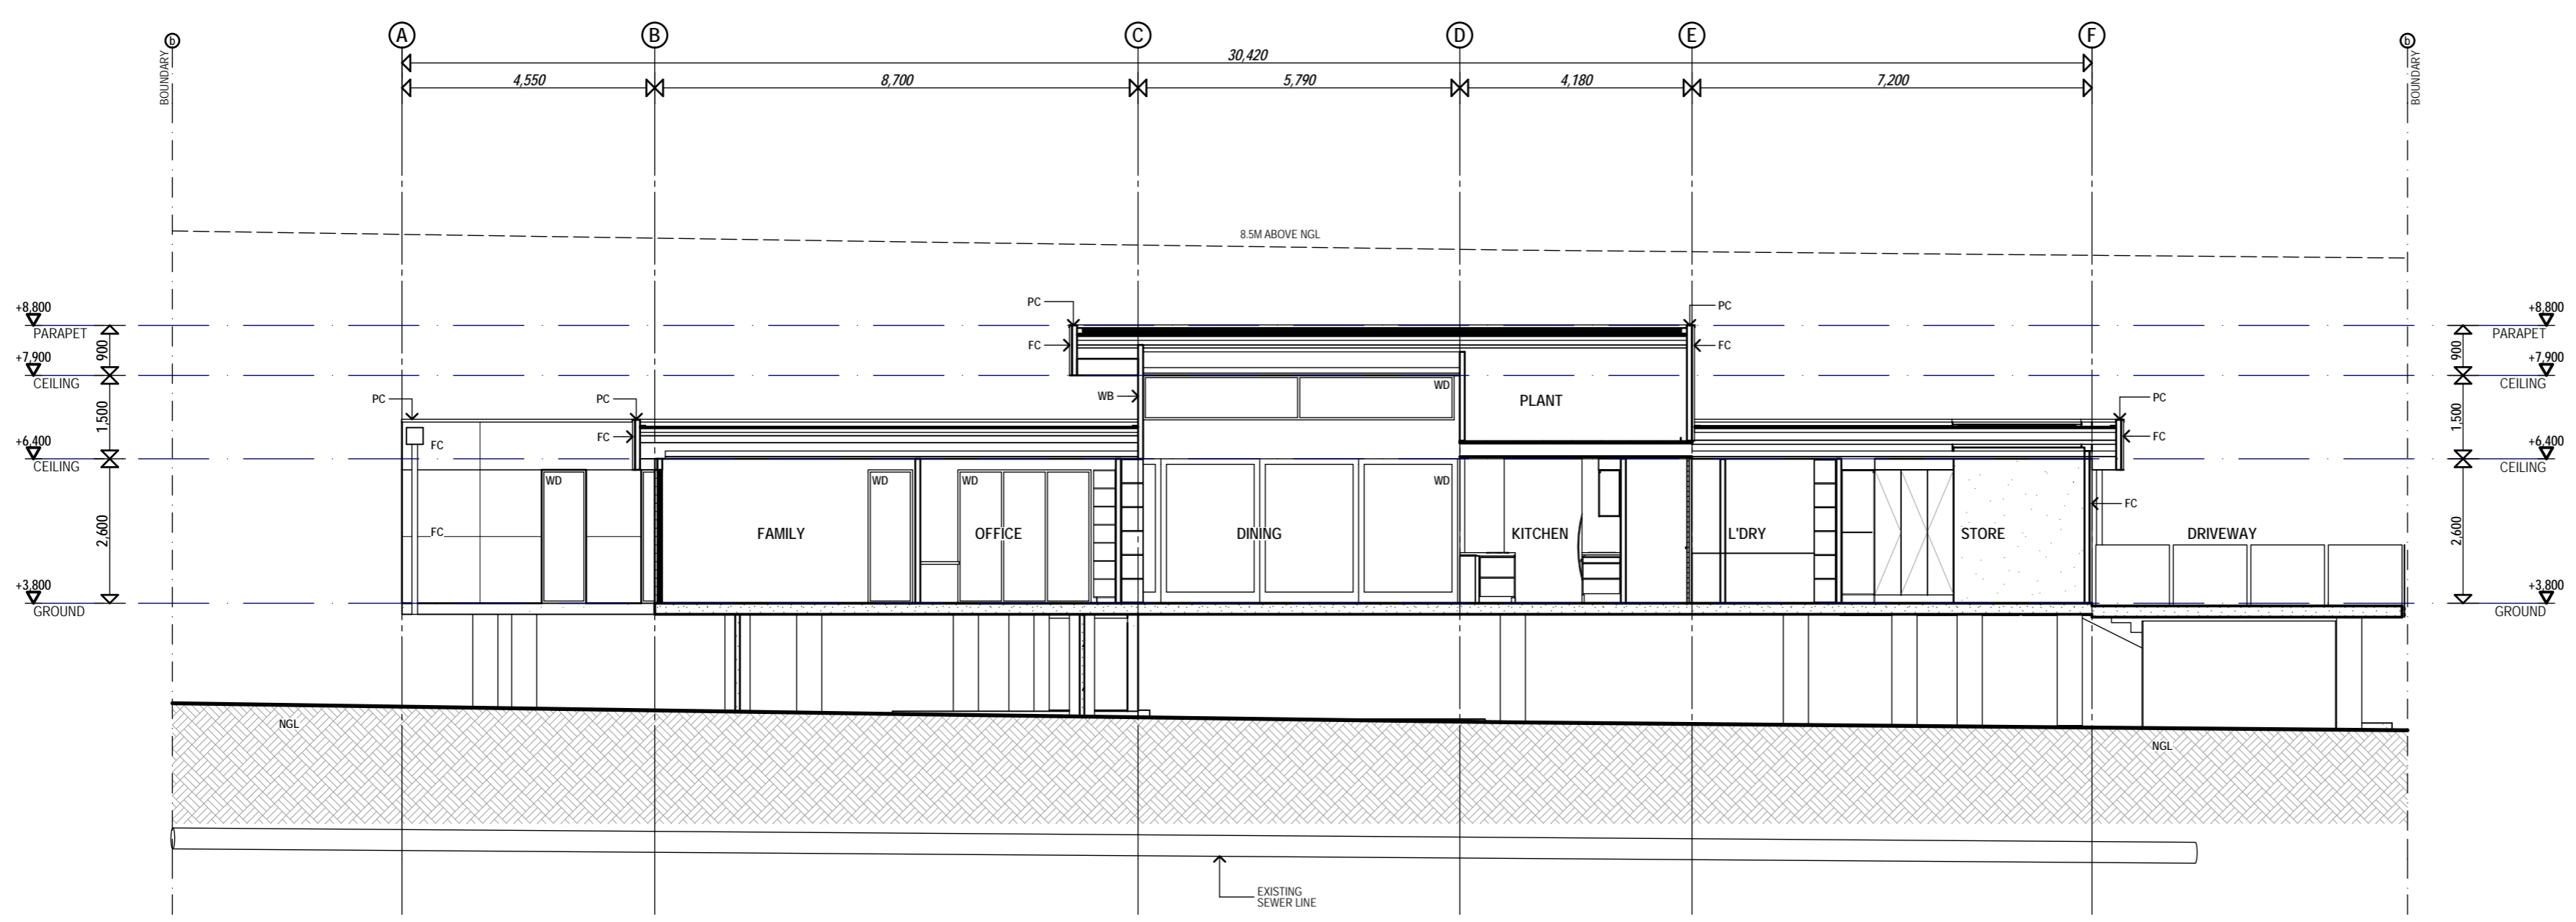 b
A
B
C
D
E
F
b
BOUNDARY
BOUNDARY
30,420
4,550
8,700
5,790
4,180
7,200
8.5M ABOVE NGL
+8,800
PARAPET
900
+7,900
CEILING
1,500
+6,400
CEILING
2,600
+3,800
GROUND
PC
PC
FC
FC
WB
WD
PLANT
PC
PC
PC
FC
FC
FC
FC
FC
WD
WD
WD
WD
FAMILY
OFFICE
DINING
KITCHEN
L'DRY
STORE
DRIVEWAY
+8,800
PARAPET
900
+7,900
CEILING
1,500
+6,400
CEILING
2,600
+3,800
GROUND
NGL
NGL
EXISTING
SEWER LINE